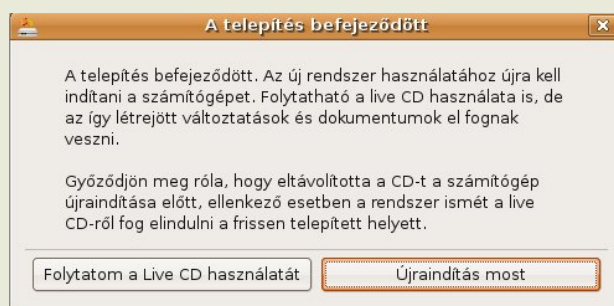 A telepítés befejeződött
A telepítés befejeződött. Az új rendszer használatához újra kell
indítani a számítógépet. Folytatható a live CD használata is, de
az így létrejött változtatások és dokumentumok el fognak
veszni.
Győződjön meg róla, hogy eltávolította a CD-t a számítógép
újraindítása előtt, ellenkező esetben a rendszer ismét a live
CD-ről fog elindulni a frissen telepített helyett.
Folytatom a Live CD használatát
Újraindítás most